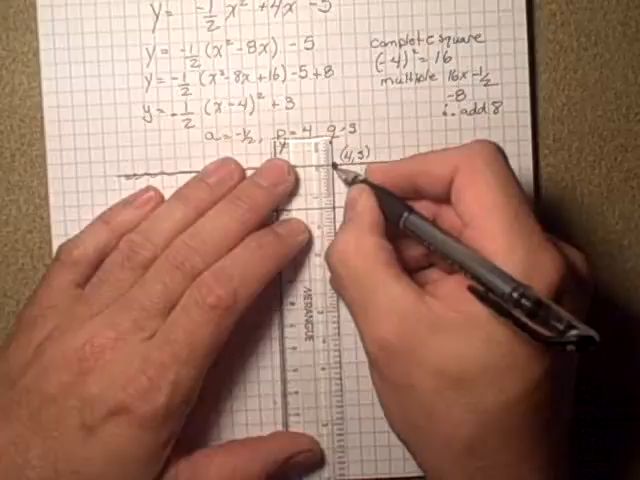 y = -1/2 x² + 4x - 5
y = -1/2 (x² - 8x) - 5
y = -1/2 (x² - 8x + 16) - 5 + 8
y = -1/2 (x - 4)² + 3
a = -1/2, p = 4 q = 3
complete square
(-4)² = 16
multiple 16 x -1/2
-8
∴ add 8
y
(4,3)
MERANGUE